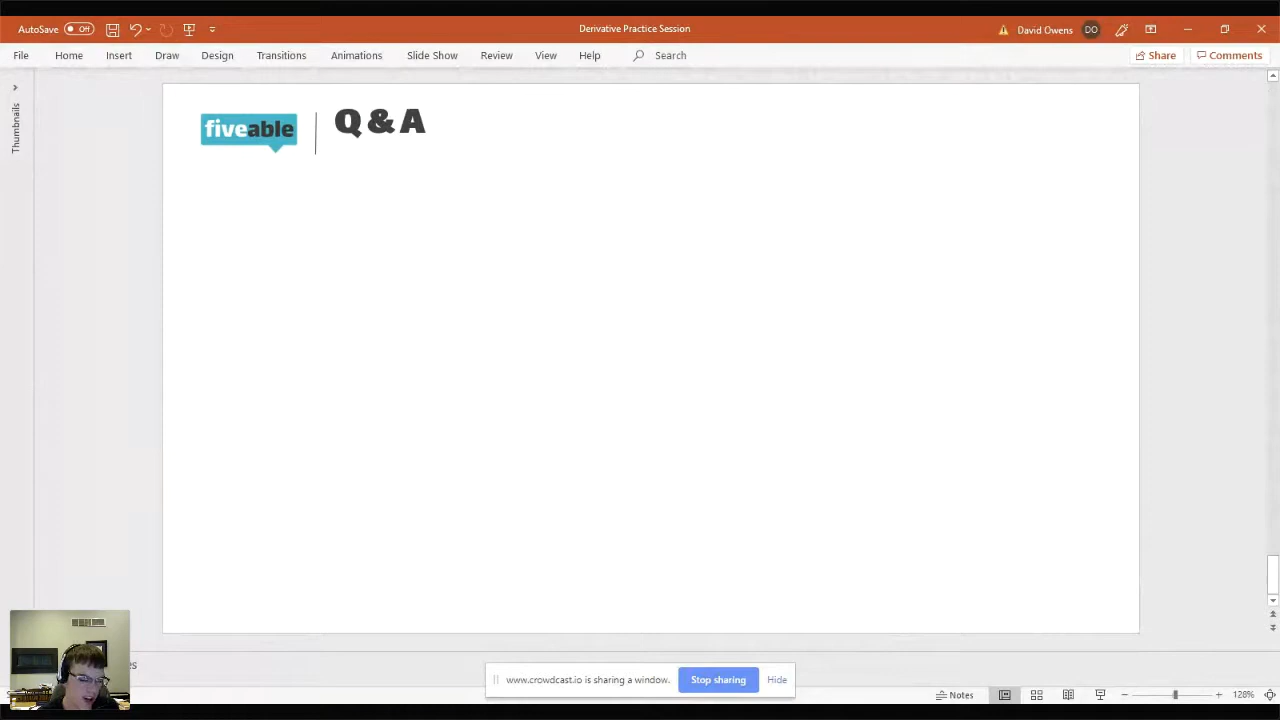 AutoSave Off
Derivative Practice Session
David Owens DO
File Home Insert Draw Design Transitions Animations Slide Show Review View Help Search
Share Comments
Thumbnails
fiveable
Q & A
es
www.crowdcast.io is sharing a window. Stop sharing Hide
Notes
128%